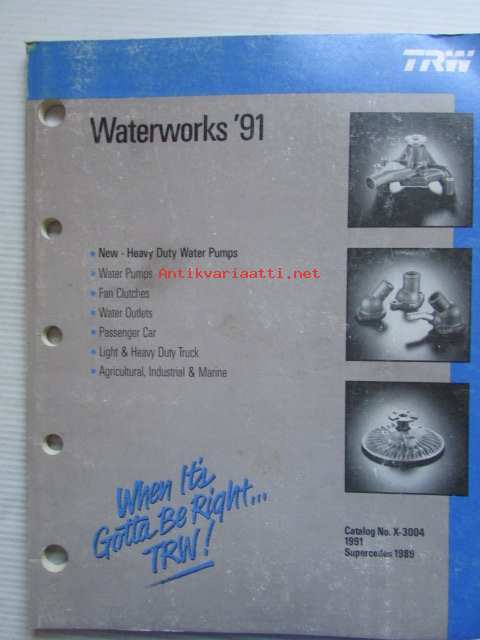 TRW
Waterworks '91
New - Heavy Duty Water Pumps
Water Pumps
Antikvariaatti.net
Fan Clutches
Water Outlets
Passenger Car
Light & Heavy Duty Truck
Agricultural, Industrial & Marine
When It's
Gotta Be Right...
TRW!
Catalog No. X-3004
1991
Supercedes 1989